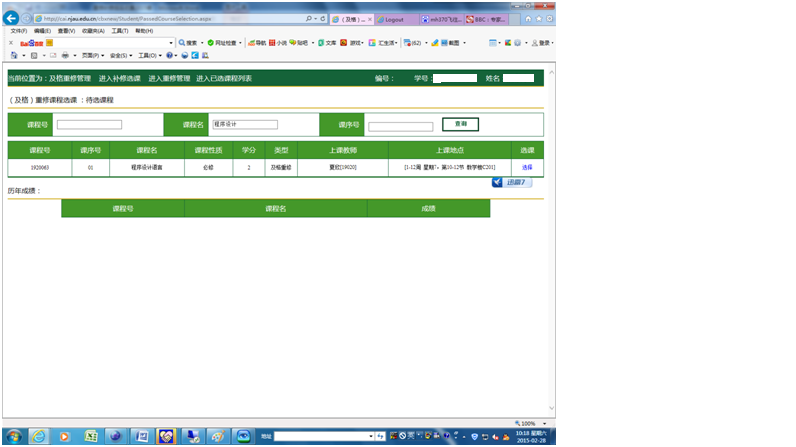 http://cai.njau.edu.cn/clsnew/Student/PassedCourseSelection.aspx
(及格)...
Logout
mh370飞往...
BBC:专家...
文件(F) 编辑(E) 查看(V) 收藏夹(A) 工具(T) 帮助(H)
搜索 网址检查 导航 小说 贴吧 文库 游戏 汇生活 (62) 截图 登录
页面(P) 安全(S) 工具(O)
当前位置为:及格重修管理 进入补修选课 进入重修管理 进入已选课程列表 编号: 学号: 姓名
(及格)重修课程选课 :待选课程
课程号 课程名 程序设计 课序号 查询
课程号 课序号 课程名 课程性质 学分 类型 上课教师 上课地点 选课
1920063 01 程序设计语言 必修 2 及格重修 夏欣[19020] [1-12周 星期7: 第10-12节 教学楼C201] 选择
迅雷7
历年成绩:
课程号 课程名 成绩
100%
地址
10:18 星期六
2015-02-28